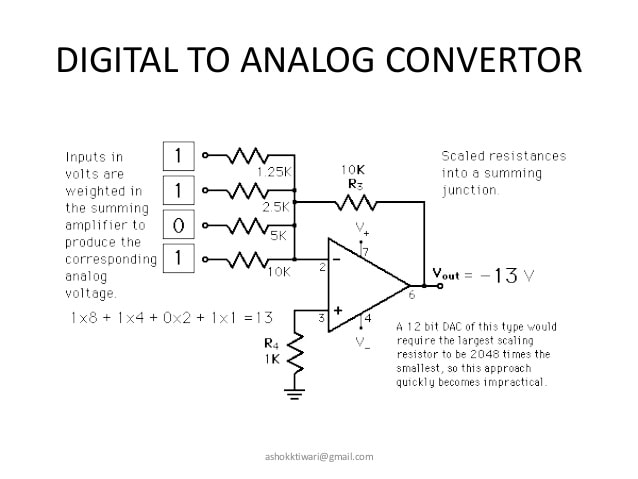 DIGITAL TO ANALOG CONVERTOR
Inputs in
volts are
weighted in
the summing
amplifier to
produce the
corresponding
analog
voltage.
1
1
0
1
1.25K
2.5K
5K
10K
10K
R3
Scaled resistances
into a summing
junction.
V+
7
2
−
+
3
4
V−
6
Vout = −13 V
1x8 + 1x4 + 0x2 + 1x1 = 13
R4
1K
A 12 bit DAC of this type would
require the largest scaling
resistor to be 2048 times the
smallest, so this approach
quickly becomes impractical.
ashokktiwari@gmail.com